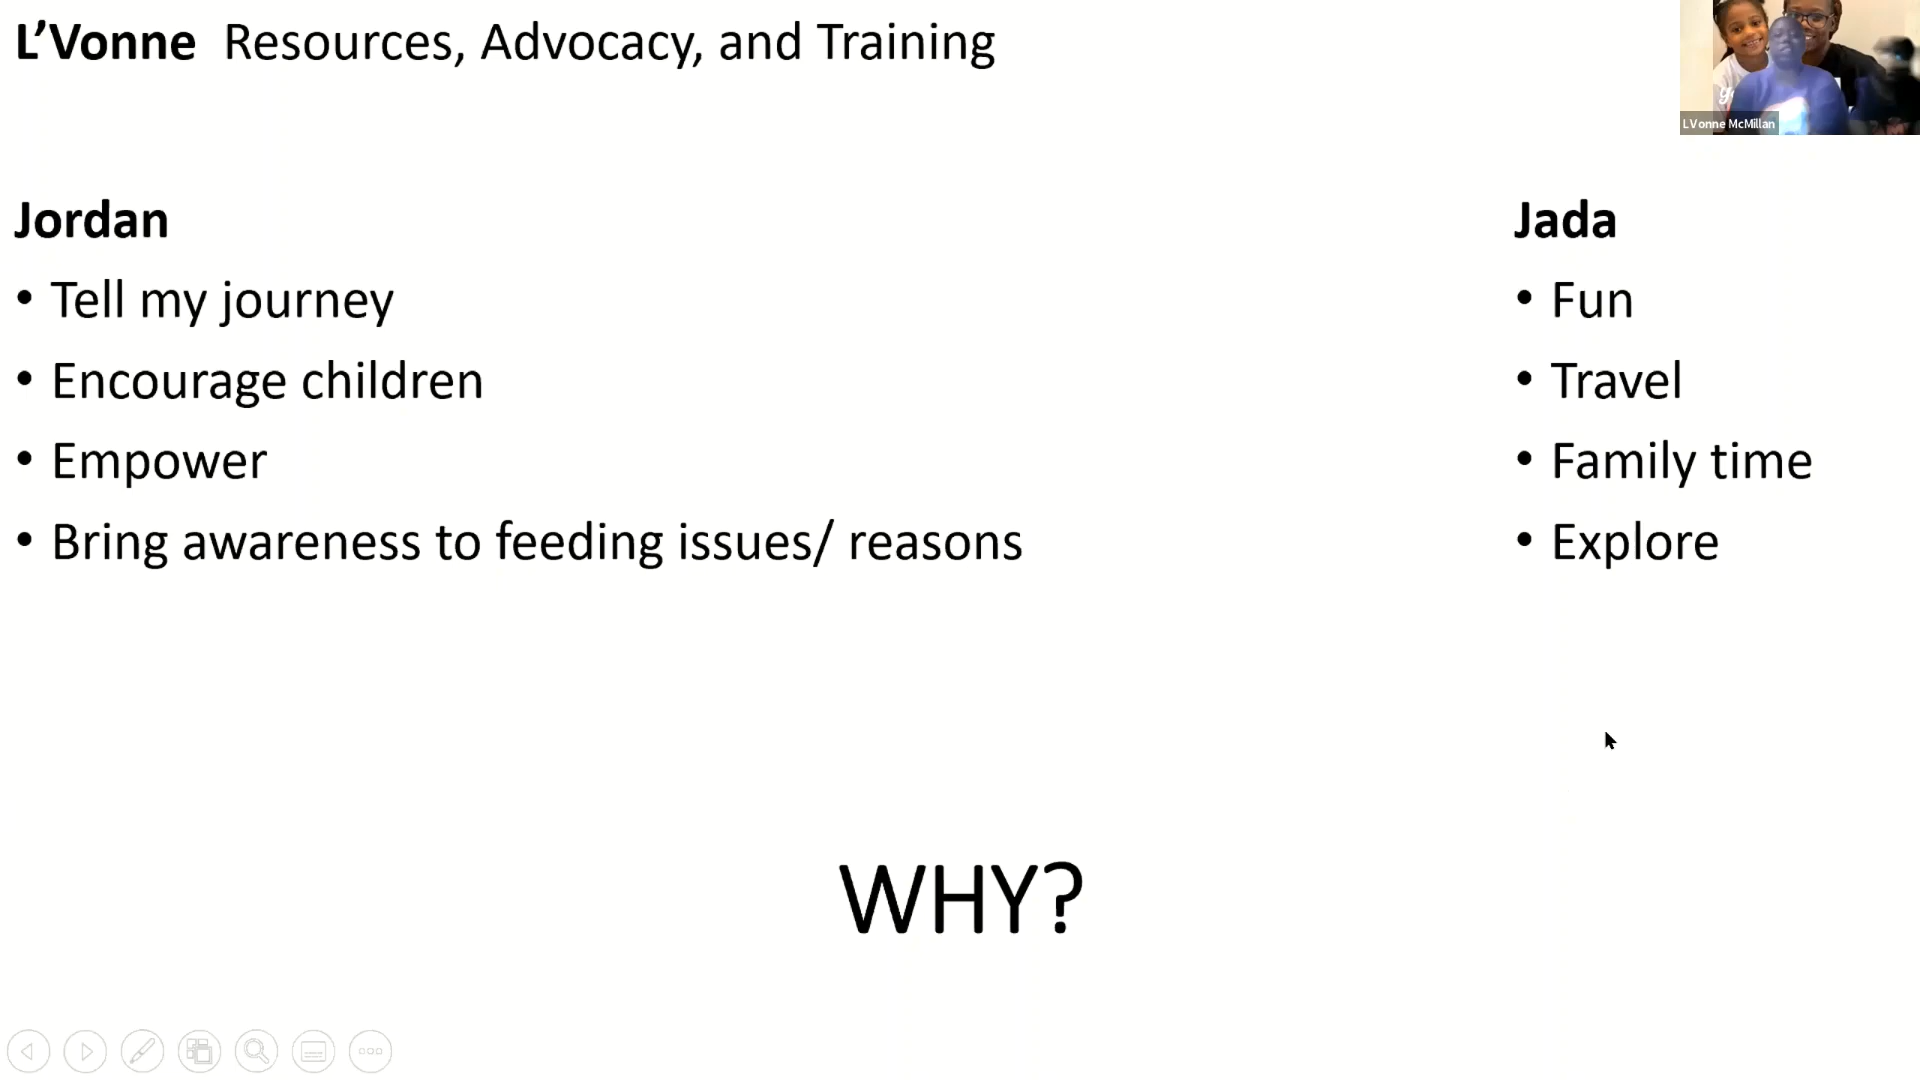 L’Vonne Resources, Advocacy, and Training
LVonne McMillan
Jordan
• Tell my journey
• Encourage children
• Empower
• Bring awareness to feeding issues/ reasons
Jada
• Fun
• Travel
• Family time
• Explore
WHY?